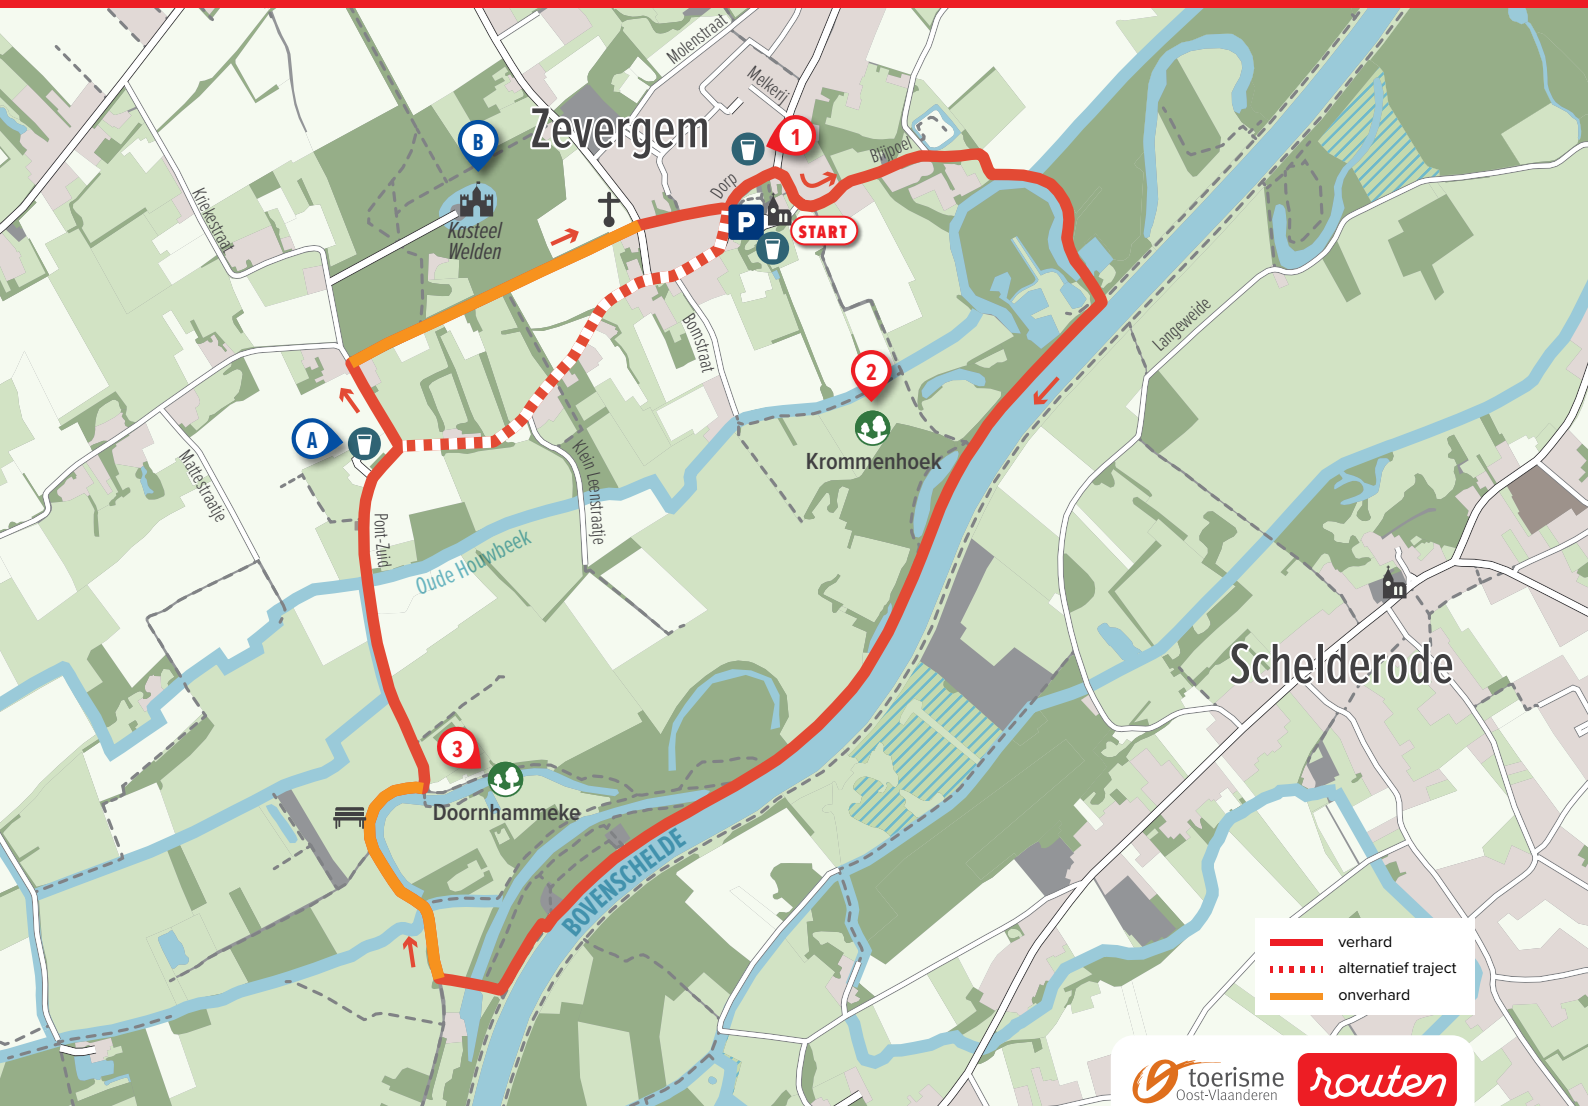 Molenstraat
Melkerij
Zevergem
B
1
Blijpoel
Dorp
Kriekestraat
Kasteel
Welden
P
START
Langeweide
Bomstraat
2
A
Krommenhoek
Mattestraatje
Klein Leenstraatje
Pont-Zuid
Oude Houwbeek
Schelderode
3
Doornhammeke
BOVENSCHELDE
verhard
alternatief traject
onverhard
toerisme
Oost-Vlaanderen
routen